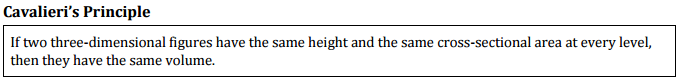 Cavalieri’s Principle
If two three-dimensional figures have the same height and the same cross-sectional area at every level,
then they have the same volume.